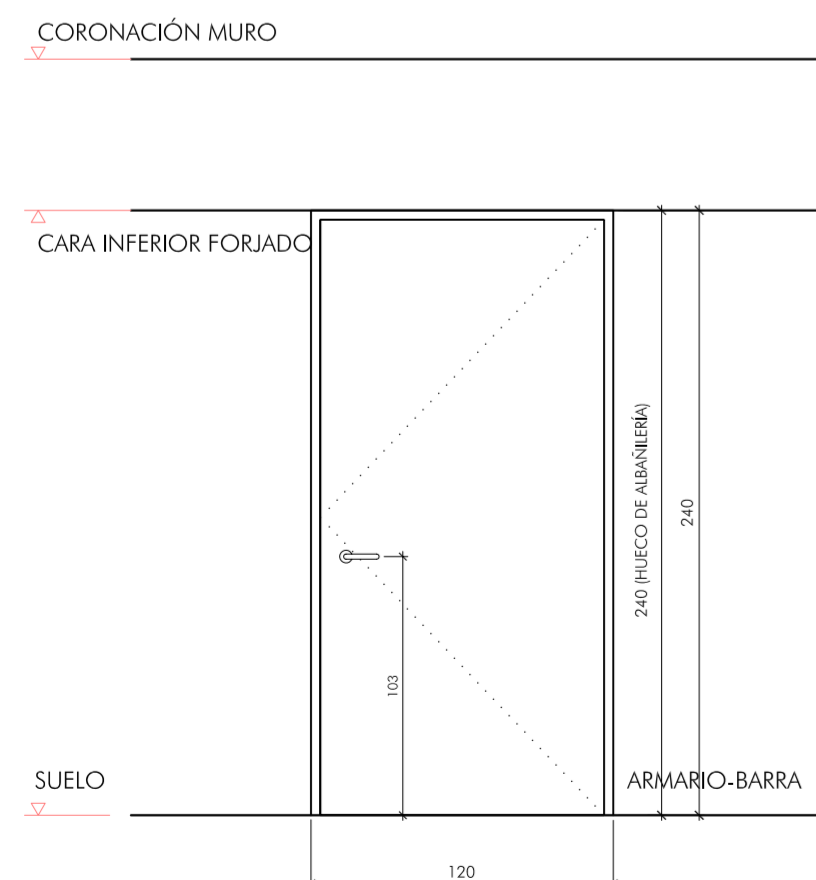 CORONACIÓN MURO
CARA INFERIOR FORJADO
240 (HUECO DE ALBAÑILERÍA)
240
103
SUELO
ARMARIO-BARRA
120